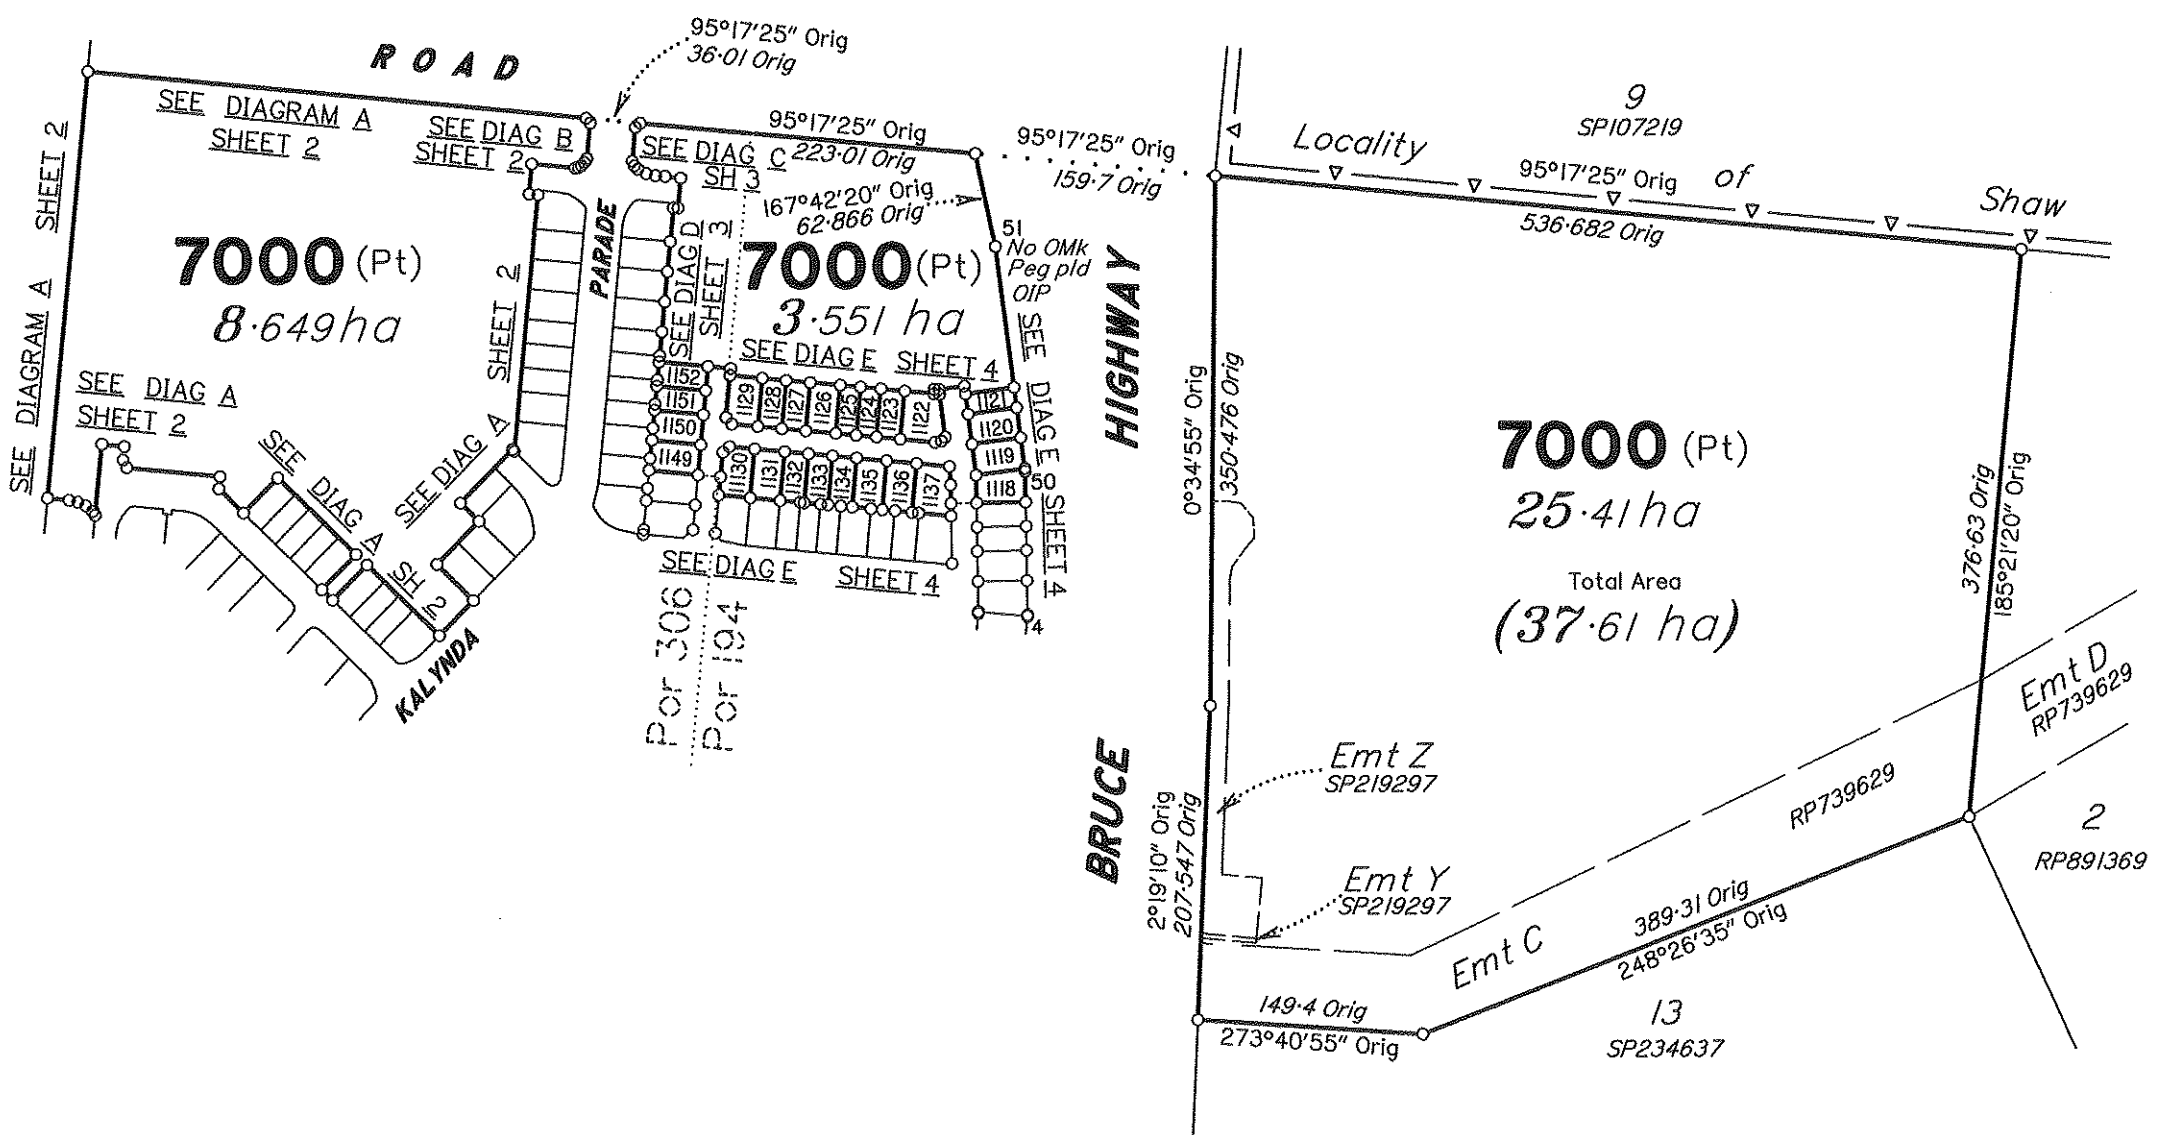 ROAD
95°17'25" Orig
36·01 Orig
SEE DIAGRAM A
SHEET 2
SEE DIAG B
SHEET 2
SEE DIAGRAM A SHEET 2
7000 (Pt)
8·649 ha
SEE DIAG A
SHEET 2
SEE DIAG A SH 2
SEE DIAG A SHEET 2
KALYNDA PARADE
95°17'25" Orig
223·01 Orig
SEE DIAG C
SH 3
167°42'20" Orig
62·866 Orig
SEE DIAG D
SHEET 3
7000 (Pt)
3·551 ha
SEE DIAG E SHEET 4
51
No OMk
Peg pld
OIP
SEE DIAG E SHEET 4
1152
1151
1150
1149
1129
1128
1127
1126
1125
1124
1123
1122
1121
1120
1119
1118
50
1130
1131
1132
1133
1134
1135
1136
1137
14
SEE DIAG E SHEET 4
Por 306
Por 194
95°17'25" Orig
159·7 Orig
BRUCE HIGHWAY
0°34'55" Orig
350·476 Orig
2°19'10" Orig
207·547 Orig
9
SP107219
Locality of Shaw
95°17'25" Orig
536·682 Orig
7000 (Pt)
25·41 ha
Total Area
(37·61 ha)
376·63 Orig
185°21'20" Orig
Emt D
RP739629
Emt Z
SP219297
RP739629
2
RP891369
Emt Y
SP219297
Emt C
389·31 Orig
248°26'35" Orig
149·4 Orig
273°40'55" Orig
13
SP234637